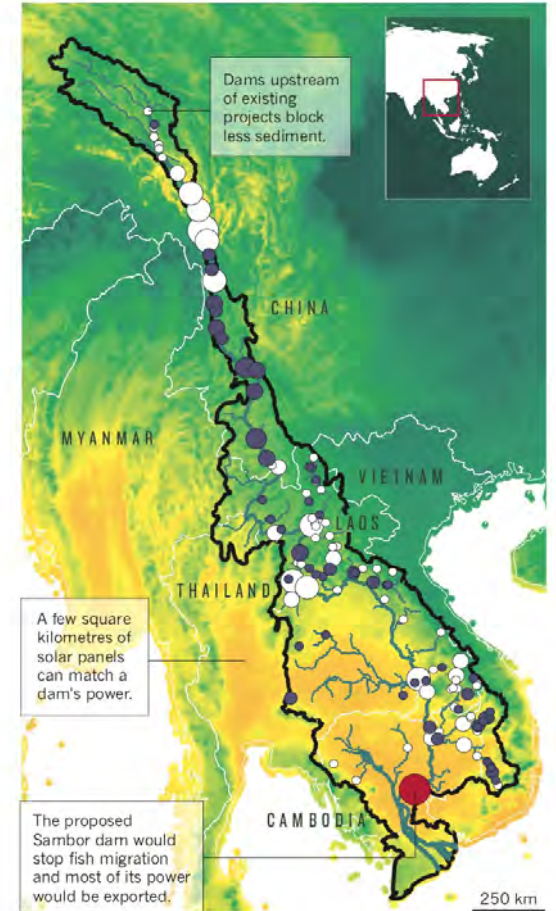 Dams upstream
of existing
projects block
less sediment.
CHINA
MYANMAR
VIETNAM
LAOS
THAILAND
A few square
kilometres of
solar panels
can match a
dam's power.
CAMBODIA
The proposed
Sambor dam would
stop fish migration
and most of its power
would be exported.
250 km